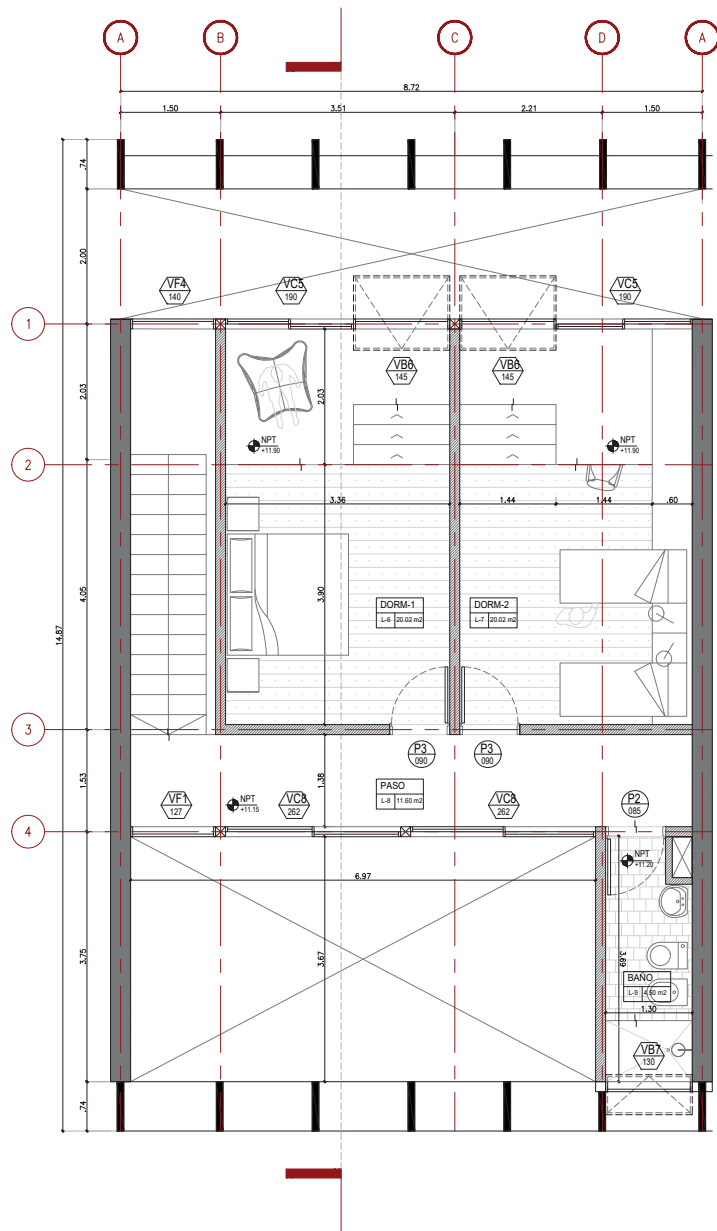 A B C D A
8.72
1.50 3.51 2.21 1.50
.74
2.00
VF4
140
VC5
190
VC5
190
1
VB6
145
VB6
145
2.03
2.03
NPT
+11.90
NPT
+11.90
2
3.36 1.44 1.44 .60
4.05
3.90
14.87
DORM-1
L-6 20.02 m2
DORM-2
L-7 20.02 m2
3
P3
090
P3
090
1.53
1.38
PASO
L-8 11.60 m2
VF1
127
NPT
+11.15
VC8
262
VC8
262
P2
085
4
NPT
+11.20
6.97
3.75
3.67
3.69
BAÑO
L-9 4.50 m2
1.30
VB7
130
.74